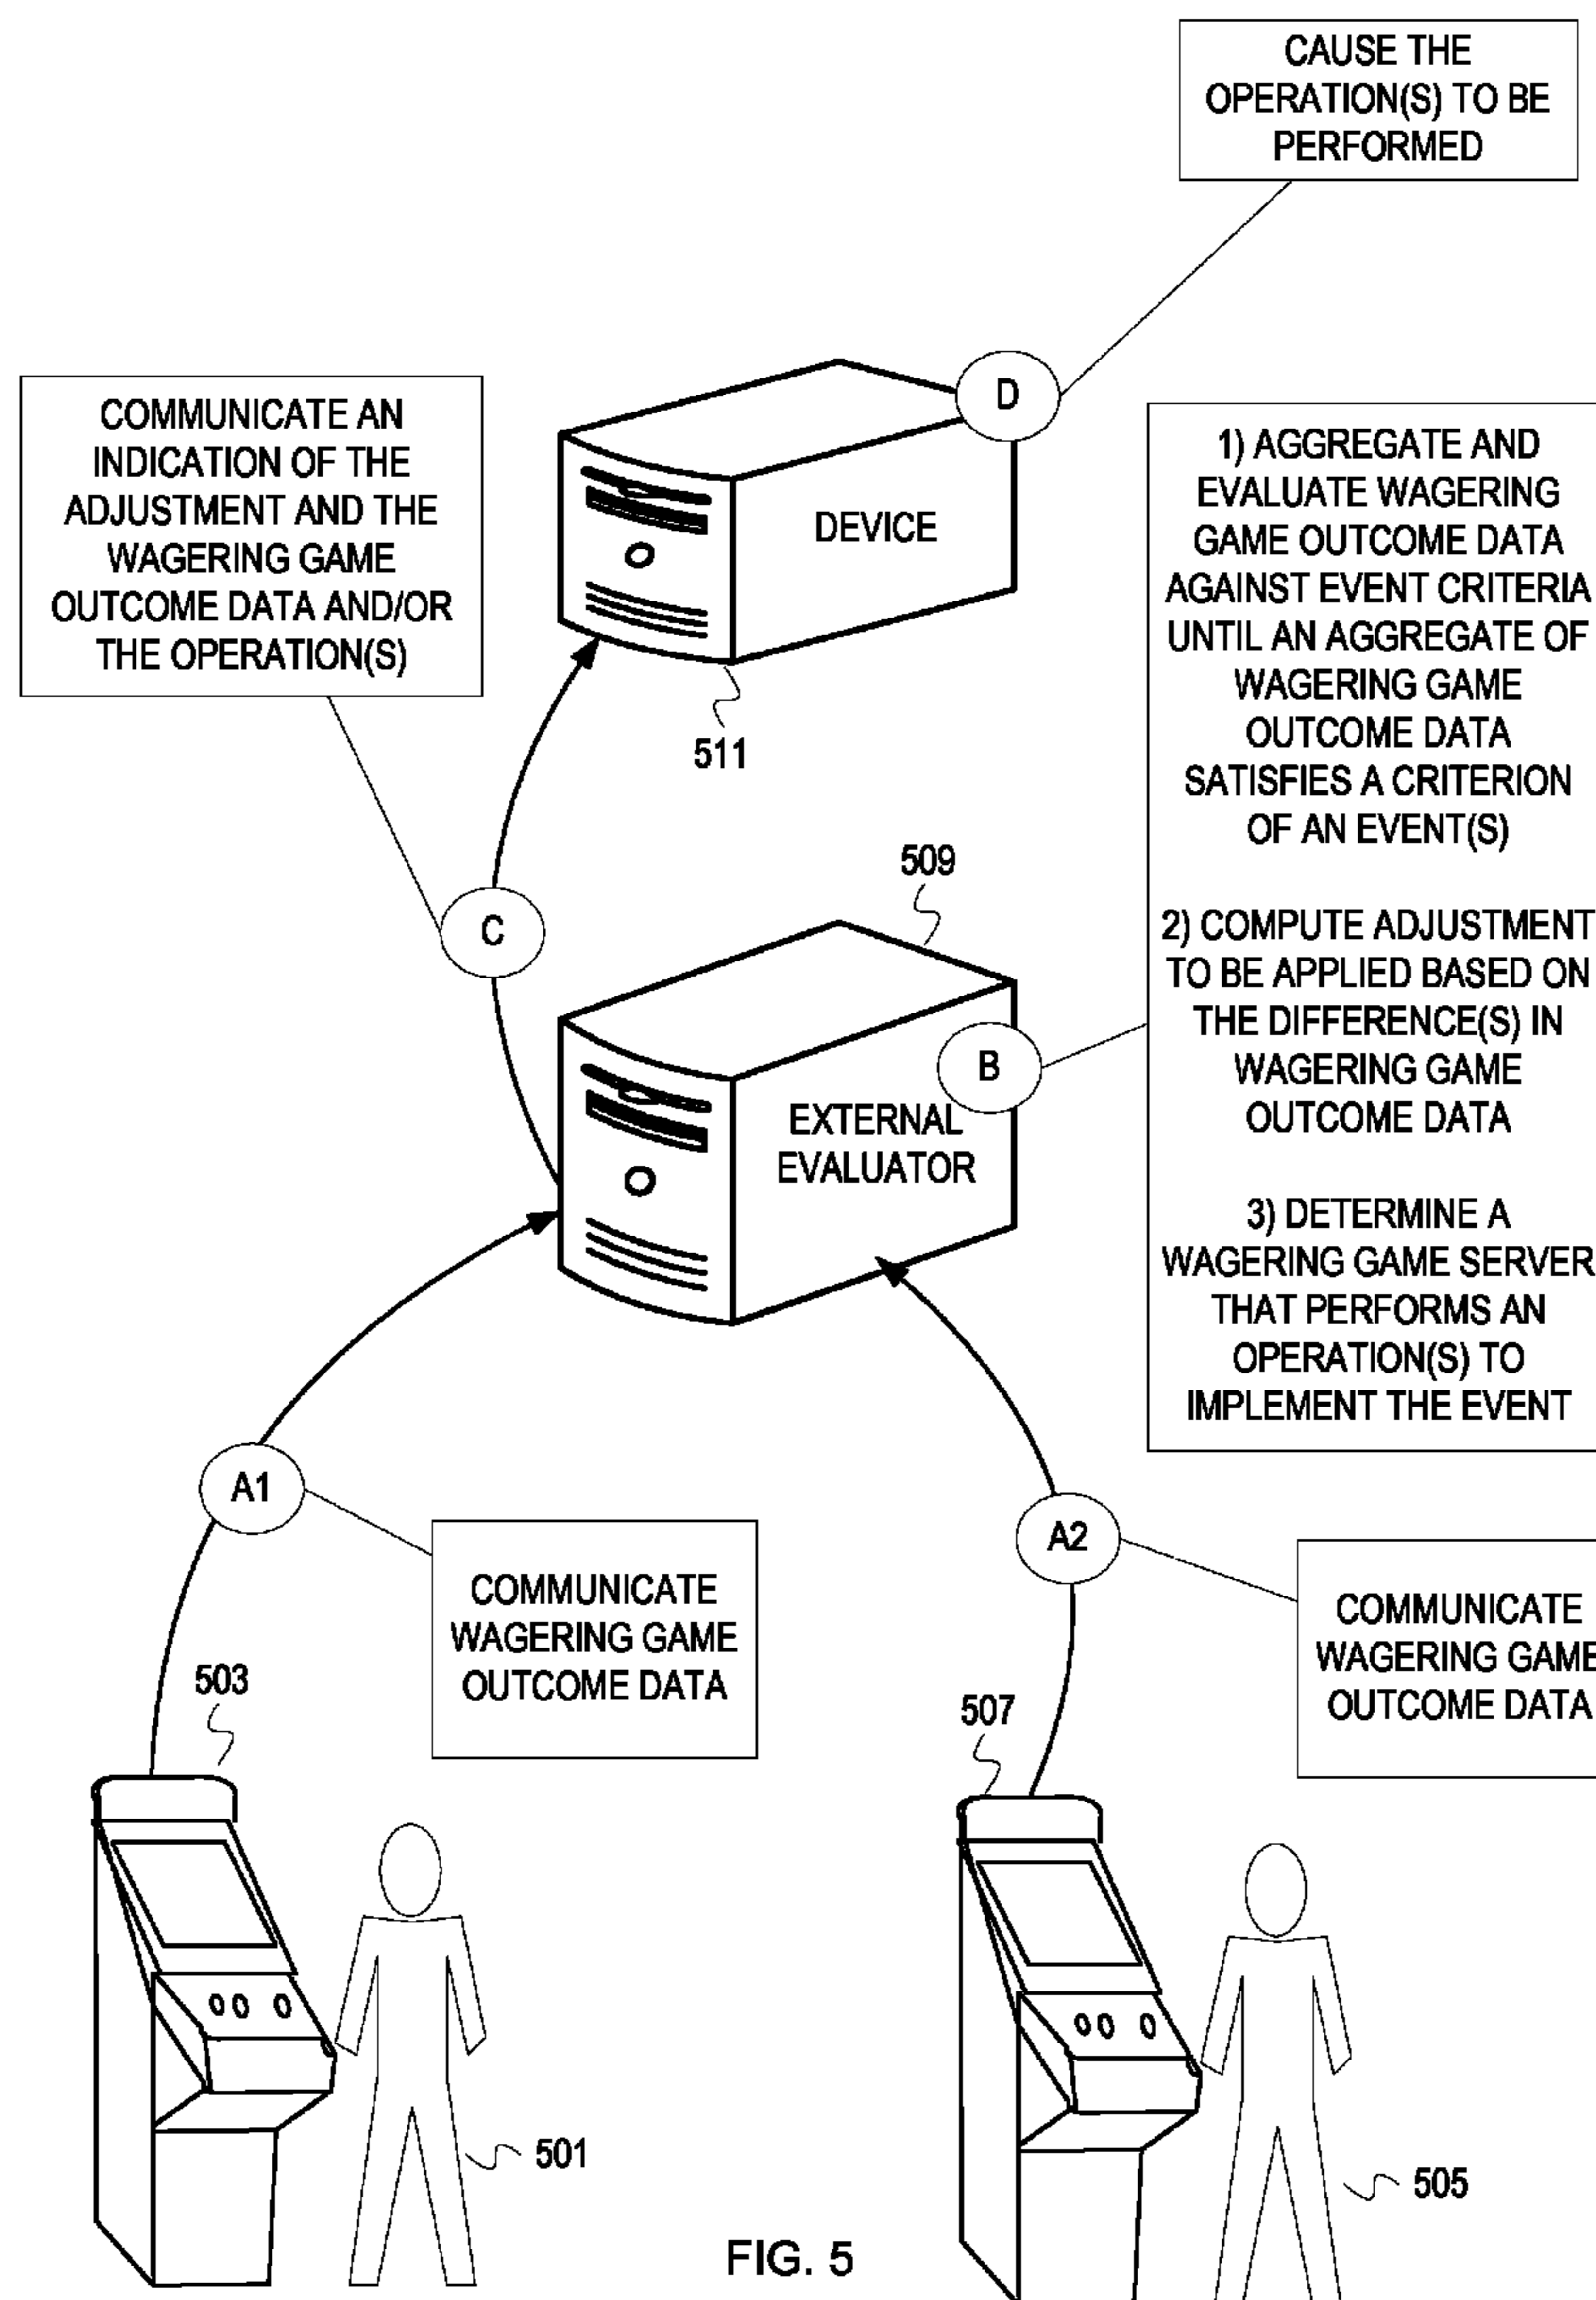 CAUSE THE
OPERATION(S) TO BE
PERFORMED
D
COMMUNICATE AN
INDICATION OF THE
ADJUSTMENT AND THE
WAGERING GAME
OUTCOME DATA AND/OR
THE OPERATION(S)
DEVICE
511
1) AGGREGATE AND
EVALUATE WAGERING
GAME OUTCOME DATA
AGAINST EVENT CRITERIA
UNTIL AN AGGREGATE OF
WAGERING GAME
OUTCOME DATA
SATISFIES A CRITERION
OF AN EVENT(S)
2) COMPUTE ADJUSTMENT
TO BE APPLIED BASED ON
THE DIFFERENCE(S) IN
WAGERING GAME
OUTCOME DATA
3) DETERMINE A
WAGERING GAME SERVER
THAT PERFORMS AN
OPERATION(S) TO
IMPLEMENT THE EVENT
509
C
B
EXTERNAL
EVALUATOR
A1
COMMUNICATE
WAGERING GAME
OUTCOME DATA
A2
COMMUNICATE
WAGERING GAME
OUTCOME DATA
503
507
501
505
FIG. 5